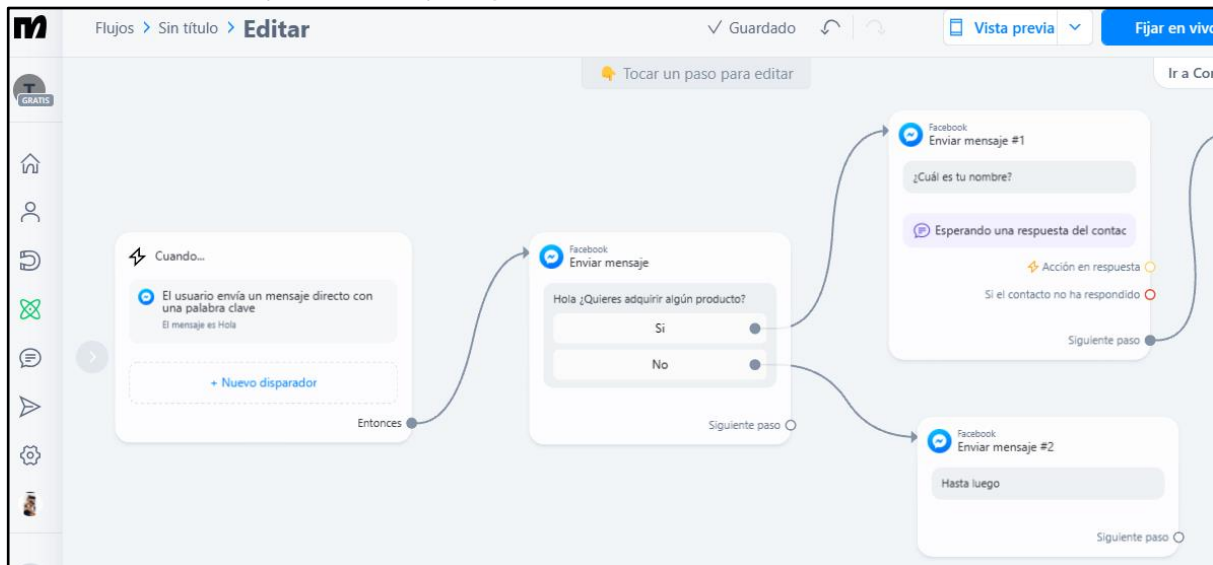 Flujos > Sin título > Editar
Guardado
Vista previa
Fijar en vivo
T
GRATIS
Tocar un paso para editar
Ir a Cor
Cuando...
El usuario envía un mensaje directo con
una palabra clave
El mensaje es Hola
+ Nuevo disparador
Entonces
Facebook
Enviar mensaje
Hola ¿Quieres adquirir algún producto?
Si
No
Siguiente paso
Facebook
Enviar mensaje #1
¿Cuál es tu nombre?
Esperando una respuesta del contac
Acción en respuesta
Si el contacto no ha respondido
Siguiente paso
Facebook
Enviar mensaje #2
Hasta luego
Siguiente paso